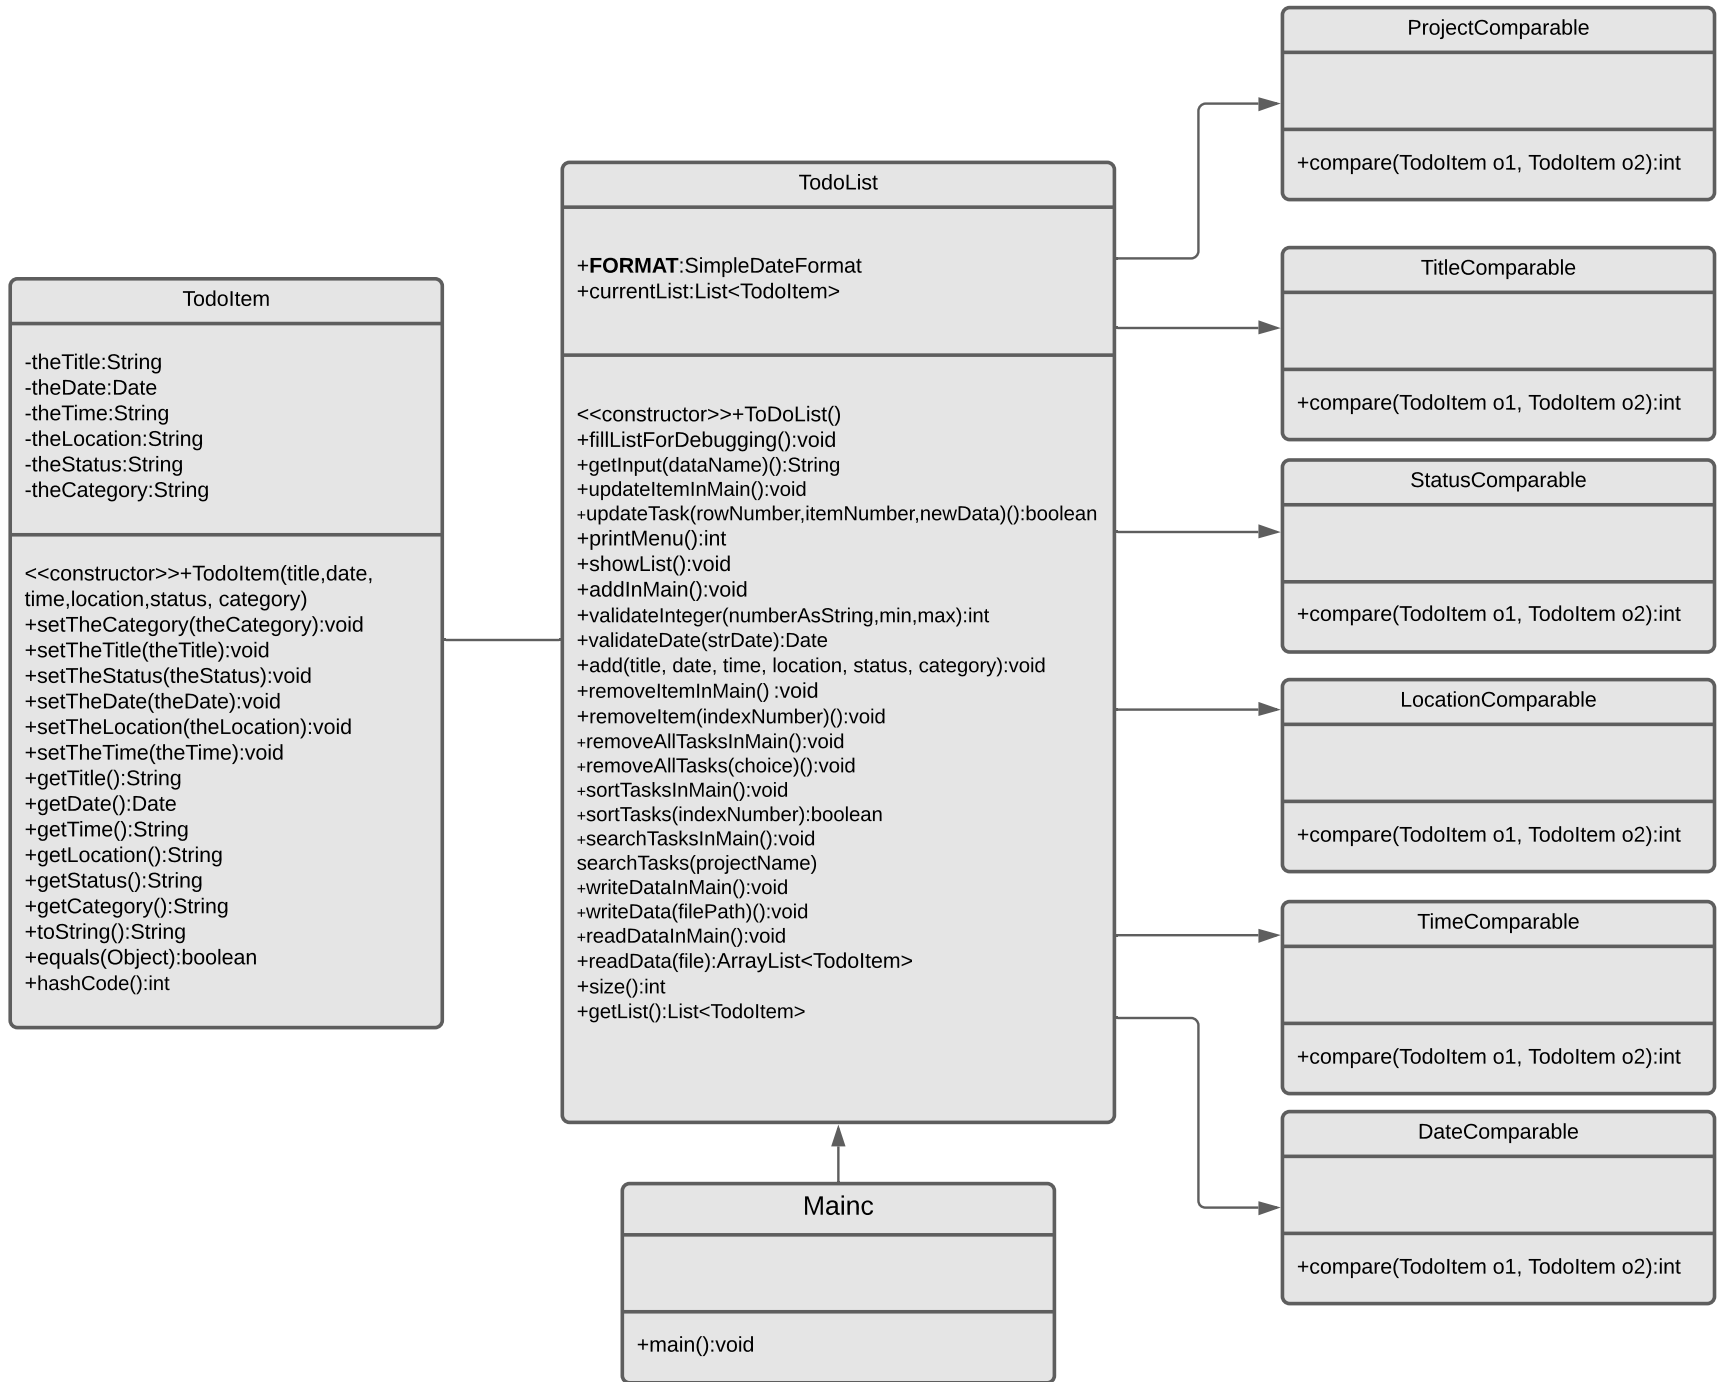 TodoItem
-theTitle:String
-theDate:Date
-theTime:String
-theLocation:String
-theStatus:String
-theCategory:String
<<constructor>>+TodoItem(title,date,
time,location,status, category)
+setTheCategory(theCategory):void
+setTheTitle(theTitle):void
+setTheStatus(theStatus):void
+setTheDate(theDate):void
+setTheLocation(theLocation):void
+setTheTime(theTime):void
+getTitle():String
+getDate():Date
+getTime():String
+getLocation():String
+getStatus():String
+getCategory():String
+toString():String
+equals(Object):boolean
+hashCode():int
TodoList
+FORMAT:SimpleDateFormat
+currentList:List<TodoItem>
<<constructor>>+ToDoList()
+fillListForDebugging():void
+getInput(dataName)():String
+updateItemInMain():void
+updateTask(rowNumber,itemNumber,newData)():boolean
+printMenu():int
+showList():void
+addInMain():void
+validateInteger(numberAsString,min,max):int
+validateDate(strDate):Date
+add(title, date, time, location, status, category):void
+removeItemInMain() :void
+removeItem(indexNumber)():void
+removeAllTasksInMain():void
+removeAllTasks(choice)():void
+sortTasksInMain():void
+sortTasks(indexNumber):boolean
+searchTasksInMain():void
searchTasks(projectName)
+writeDataInMain():void
+writeData(filePath)():void
+readDataInMain():void
+readData(file):ArrayList<TodoItem>
+size():int
+getList():List<TodoItem>
Mainc
+main():void
ProjectComparable
+compare(TodoItem o1, TodoItem o2):int
TitleComparable
+compare(TodoItem o1, TodoItem o2):int
StatusComparable
+compare(TodoItem o1, TodoItem o2):int
LocationComparable
+compare(TodoItem o1, TodoItem o2):int
TimeComparable
+compare(TodoItem o1, TodoItem o2):int
DateComparable
+compare(TodoItem o1, TodoItem o2):int